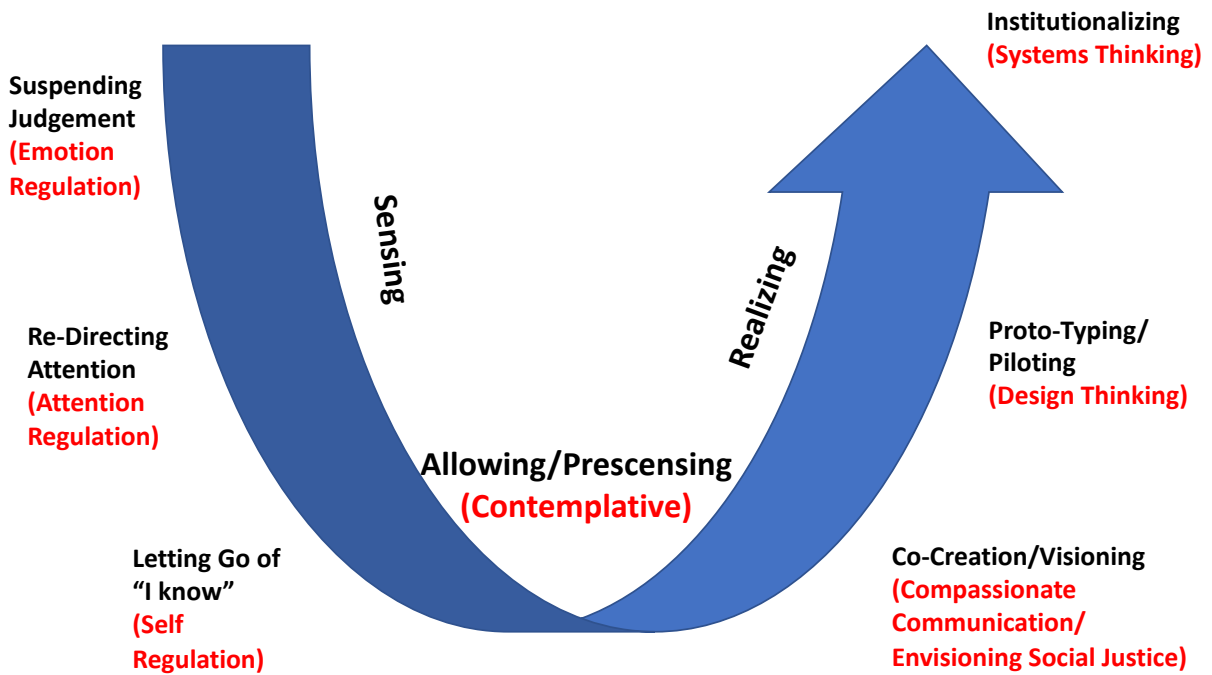 Suspending
Judgement
(Emotion
Regulation)
Re-Directing
Attention
(Attention
Regulation)
Letting Go of
“I know”
(Self
Regulation)
Sensing
Allowing/Prescensing
(Contemplative)
Realizing
Co-Creation/Visioning
(Compassionate
Communication/
Envisioning Social Justice)
Proto-Typing/
Piloting
(Design Thinking)
Institutionalizing
(Systems Thinking)